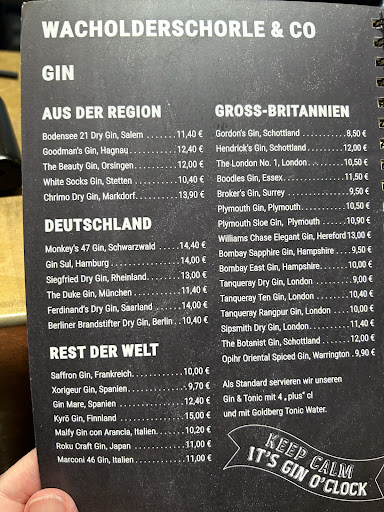 WACHOLDERSCHORLE & CO
GIN
AUS DER REGION
Bodensee 21 Dry Gin, Salem ....... 11,40 €
Goodman's Gin, Hagnau ........... 12,40 €
The Beauty Gin, Orsingen .......... 12,00 €
White Socks Gin, Stetten ........... 10,40 €
Chrimo Dry Gin, Markdorf .......... 13,90 €
DEUTSCHLAND
Monkey's 47 Gin, Schwarzwald ..... 14,40 €
Gin Sul, Hamburg .................. 14,00 €
Siegfried Dry Gin, Rheinland ........ 13,00 €
The Duke Gin, München ............ 11,40 €
Ferdinand's Dry Gin, Saarland ...... 14,00 €
Berliner Brandstifter Dry Gin, Berlin .. 10,40 €
REST DER WELT
Saffron Gin, Frankreich ............. 10,00 €
Xorigeur Gin, Spanien .............. 9,70 €
Gin Mare, Spanien ................. 12,40 €
Kyrö Gin, Finnland ................. 15,00 €
Malfy Gin con Arancia, Italien ........ 10,20 €
Roku Craft Gin, Japan .............. 11,00 €
Marconi 46 Gin, Italien .............. 11,00 €
GROSS-BRITANNIEN
Gordon's Gin, Schottland ........... 8,50 €
Hendrick's Gin, Schottland .......... 12,00 €
The London No. 1, London .......... 10,50 €
Boodles Gin, Essex ................ 11,50 €
Broker's Gin, Surrey ................ 9,50 €
Plymouth Gin, Plymouth ............ 10,50 €
Plymouth Sloe Gin, Plymouth ....... 10,90 €
Williams Chase Elegant Gin, Hereford 13,00 €
Bombay Sapphire Gin, Hampshire .... 9,50 €
Bombay East Gin, Hampshire ........ 10,00 €
Tanqueray Dry Gin, London ......... 9,00 €
Tanqueray Ten Gin, London ......... 10,40 €
Tanqueray Rangpur Gin, London ..... 10,00 €
Sipsmith Dry Gin, London ........... 11,40 €
The Botanist Gin, Schottland ........ 12,00 €
Opihr Oriental Spiced Gin, Warrington . 9,90 €
Als Standard servieren wir unseren
Gin & Tonic mit 4 „plus" cl
und mit Goldberg Tonic Water.
KEEP CALM
IT'S GIN O'CLOCK